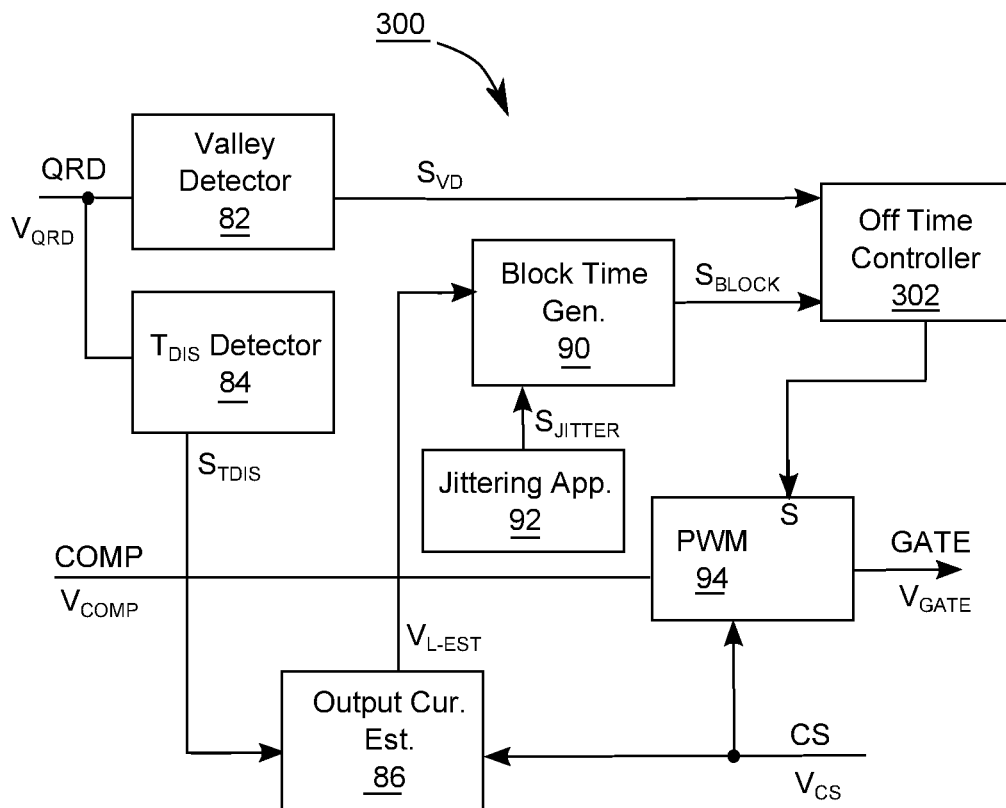 300
QRD
V_QRD
Valley
Detector
82
S_VD
Off Time
Controller
302
Block Time
Gen.
90
S_BLOCK
T_DIS Detector
84
S_JITTER
S_TDIS
Jittering App.
92
COMP
V_COMP
S
PWM
94
GATE
V_GATE
V_L-EST
Output Cur.
Est.
86
CS
V_CS